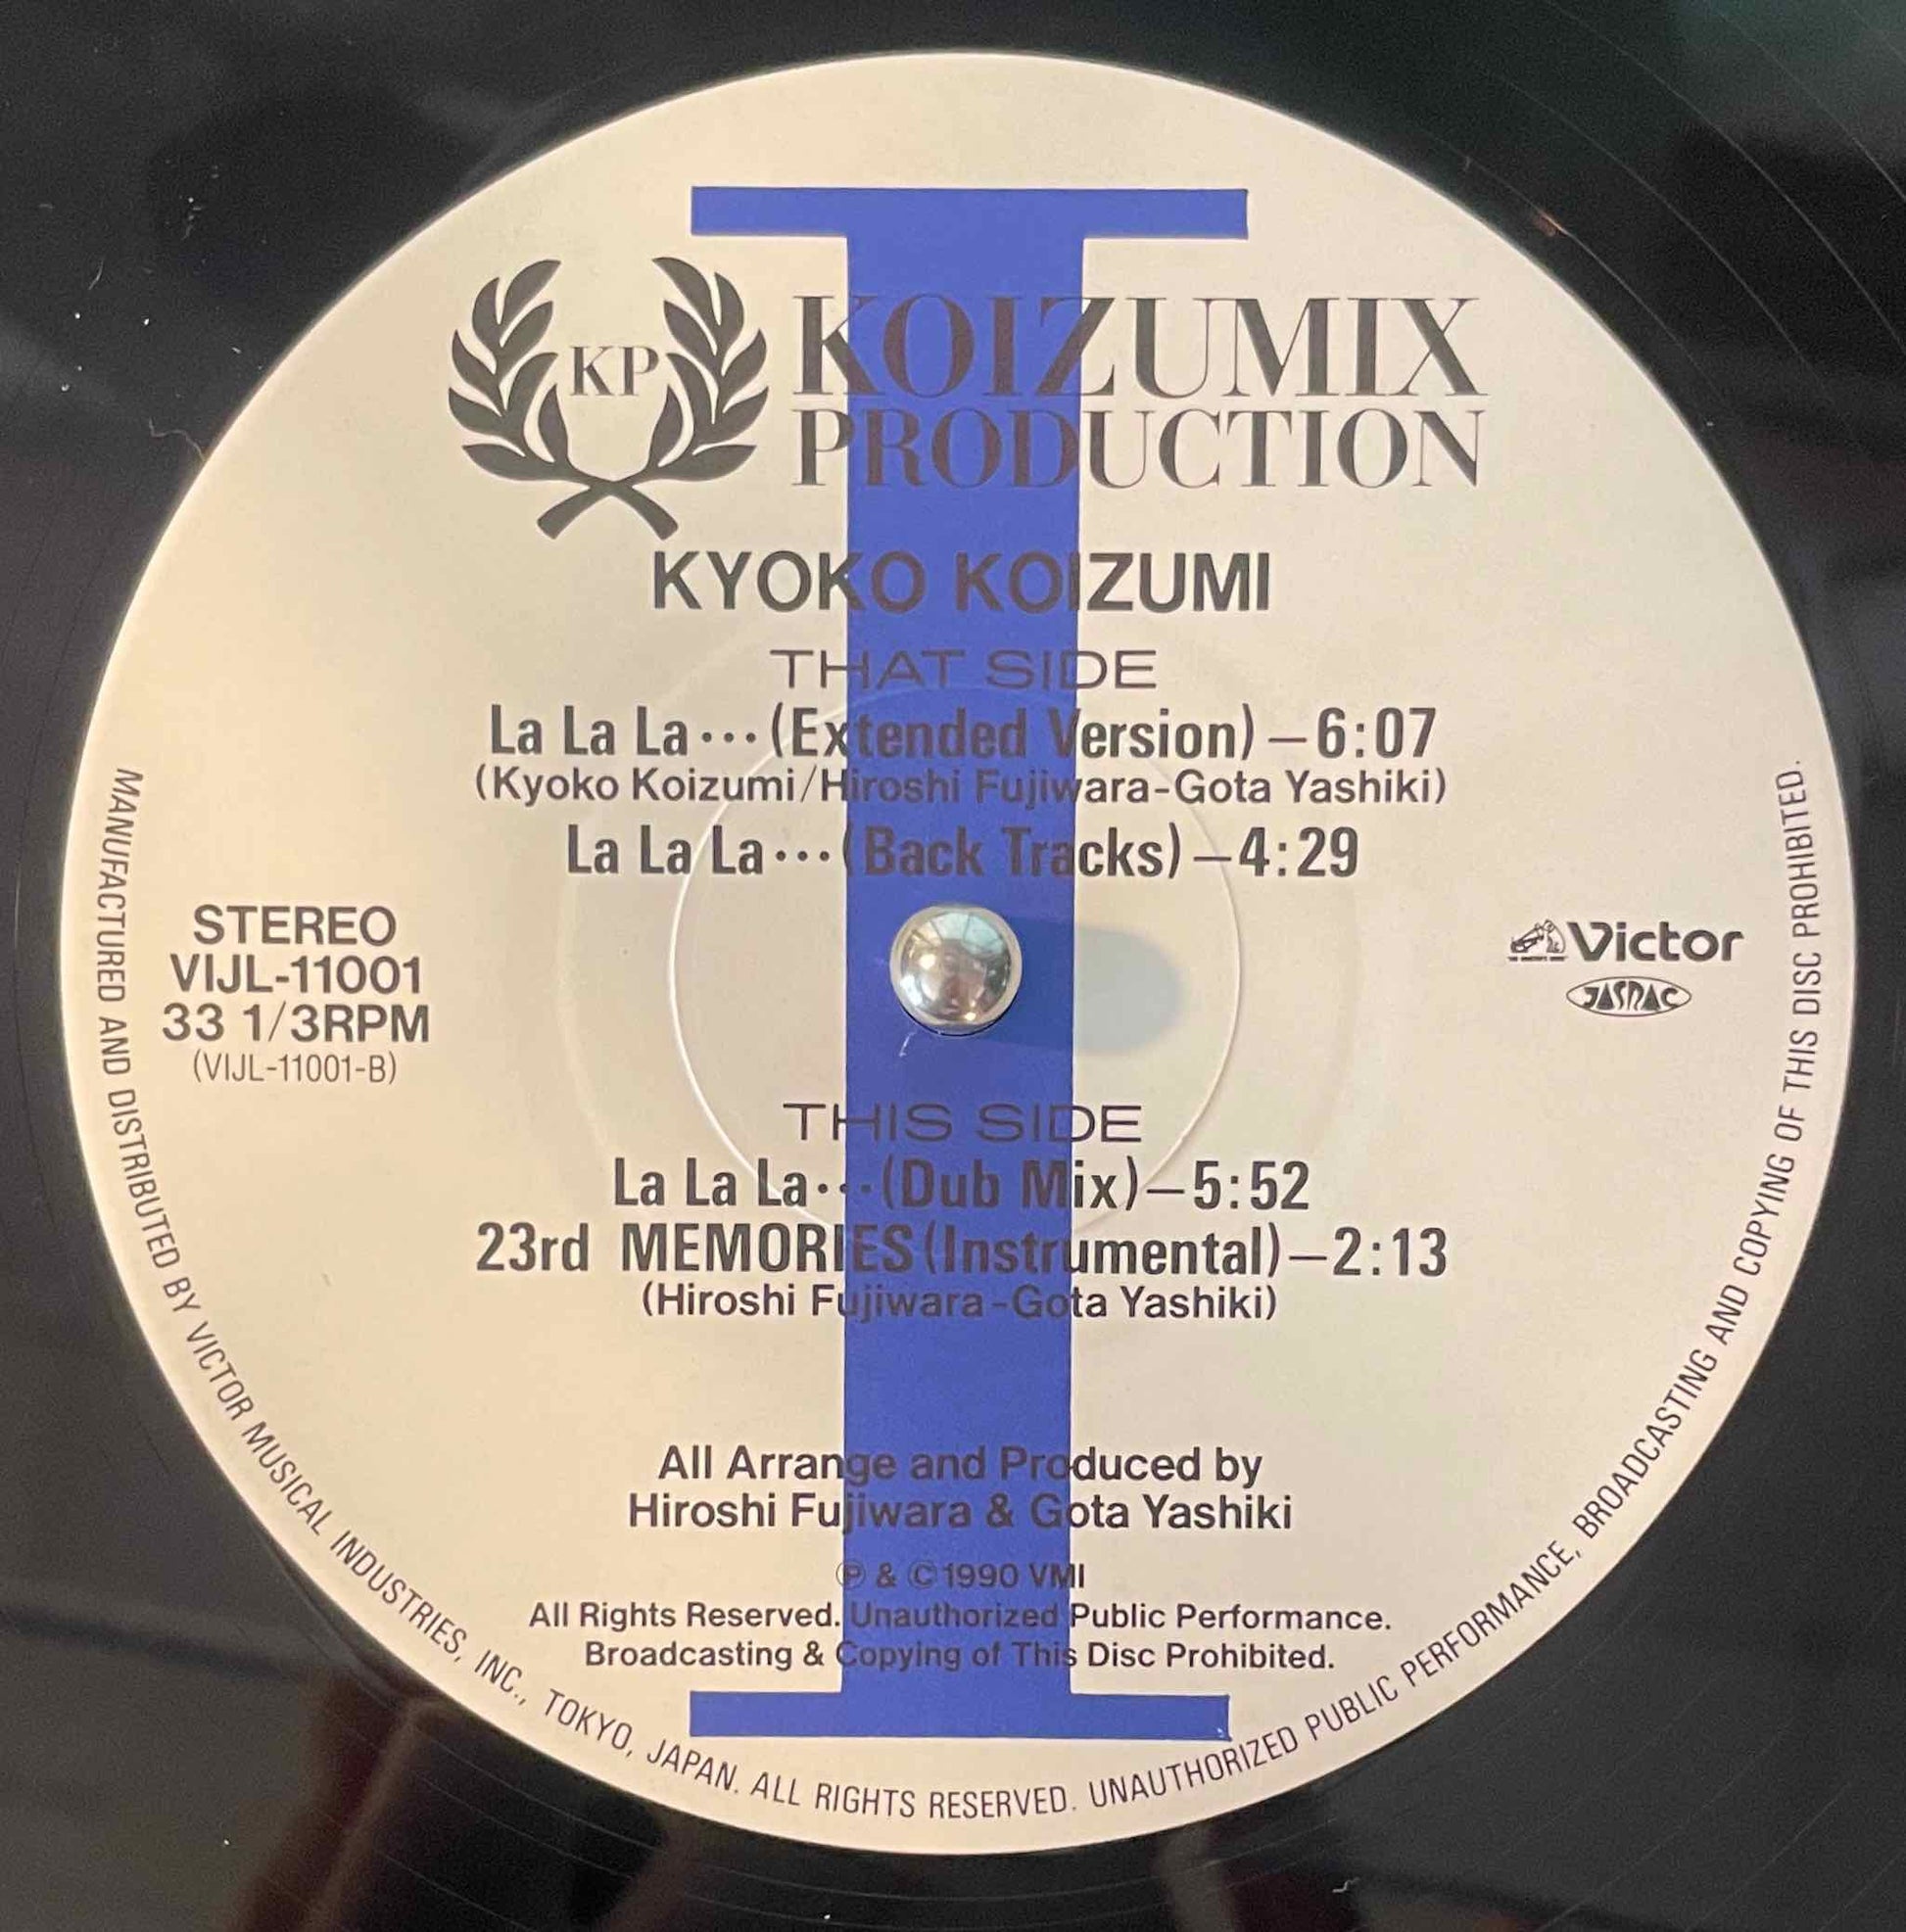 KP
KOIZUMIX
PRODUCTION
KYOKO KOIZUMI
THAT SIDE
La La La···(Extended Version)—6:07
(Kyoko Koizumi/Hiroshi Fujiwara-Gota Yashiki)
La La La···(Back Tracks)—4:29
STEREO
VIJL-11001
33 1/3RPM
(VIJL-11001-B)
Victor
JASRAC
THIS SIDE
La La La···(Dub Mix)—5:52
23rd MEMORIES(Instrumental)—2:13
(Hiroshi Fujiwara-Gota Yashiki)
All Arrange and Produced by
Hiroshi Fujiwara & Gota Yashiki
℗ & © 1990 VMI
All Rights Reserved. Unauthorized Public Performance.
Broadcasting & Copying of This Disc Prohibited.
MANUFACTURED AND DISTRIBUTED BY VICTOR MUSICAL INDUSTRIES, INC., TOKYO, JAPAN. ALL RIGHTS RESERVED. UNAUTHORIZED PUBLIC PERFORMANCE, BROADCASTING AND COPYING OF THIS DISC PROHIBITED.